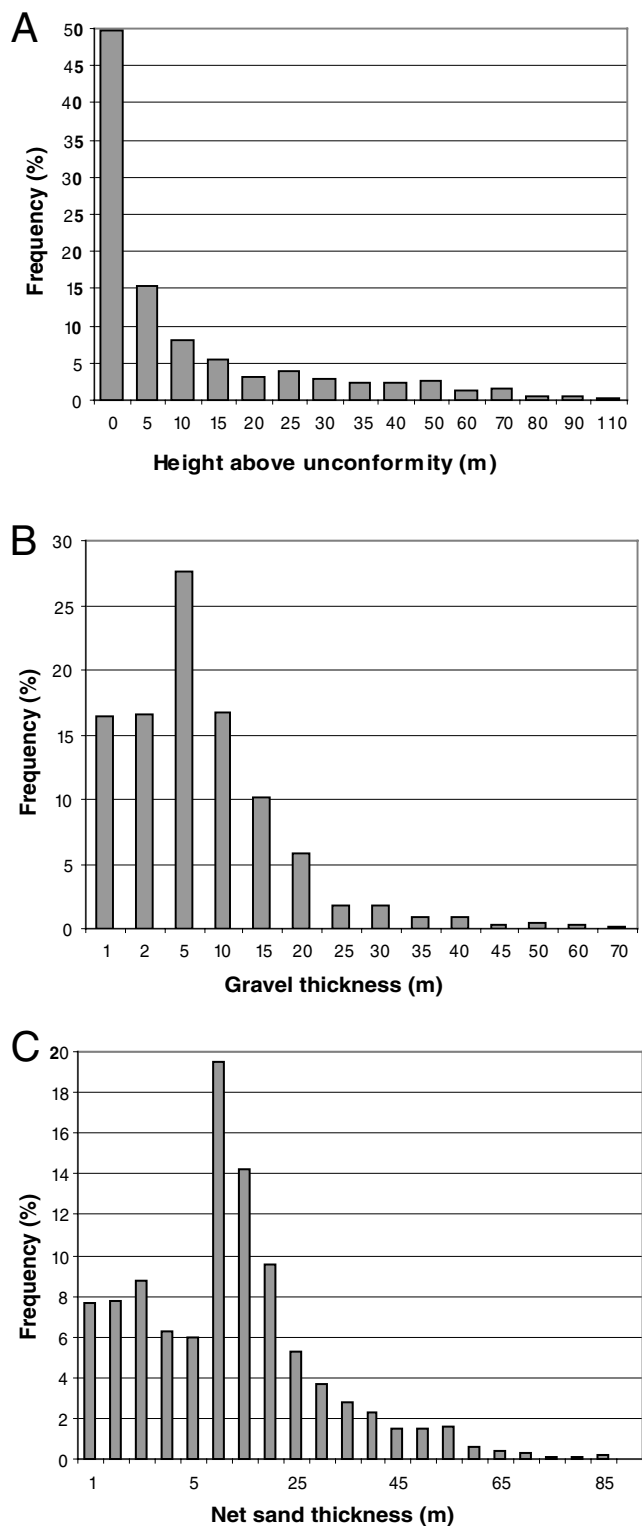 A
Frequency (%)
50
45
40
35
30
25
20
15
10
5
0
0 5 10 15 20 25 30 35 40 50 60 70 80 90 110
Height above unconformity (m)
B
Frequency (%)
30
25
20
15
10
5
0
1 2 5 10 15 20 25 30 35 40 45 50 60 70
Gravel thickness (m)
C
Frequency (%)
20
18
16
14
12
10
8
6
4
2
0
1 5 25 45 65 85
Net sand thickness (m)